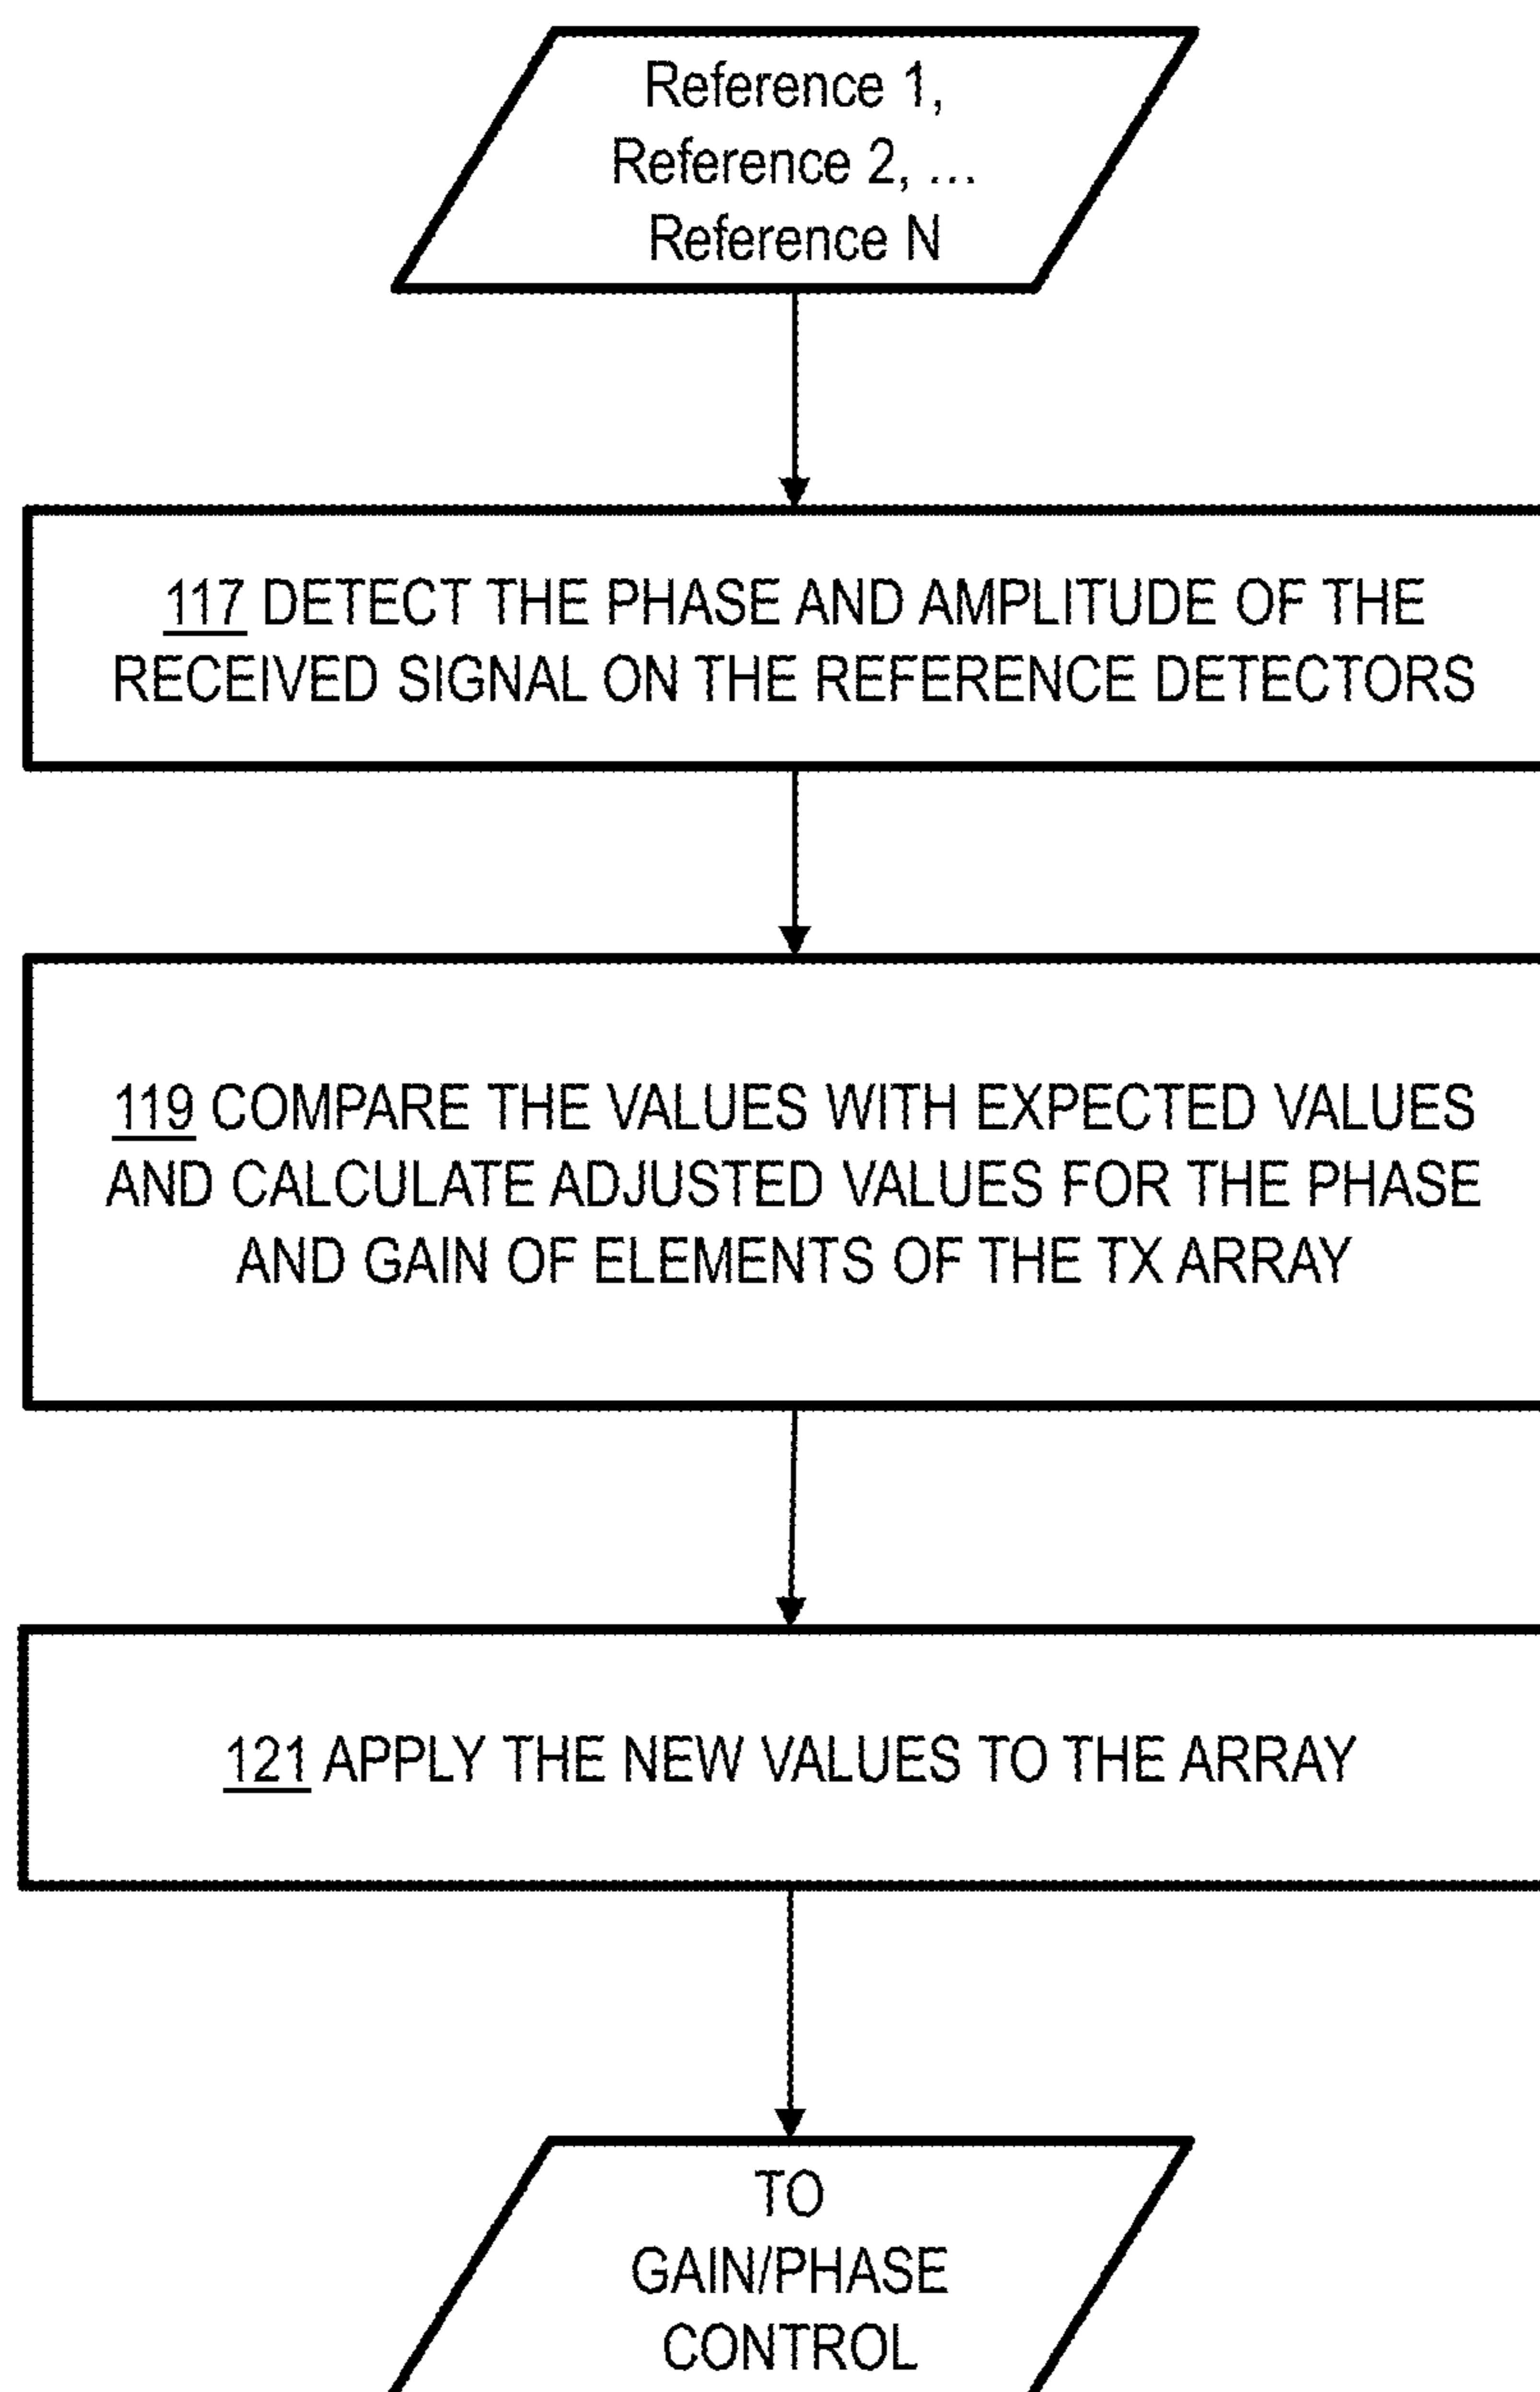 Reference 1,
Reference 2, ...
Reference N
117 DETECT THE PHASE AND AMPLITUDE OF THE
RECEIVED SIGNAL ON THE REFERENCE DETECTORS
119 COMPARE THE VALUES WITH EXPECTED VALUES
AND CALCULATE ADJUSTED VALUES FOR THE PHASE
AND GAIN OF ELEMENTS OF THE TX ARRAY
121 APPLY THE NEW VALUES TO THE ARRAY
TO
GAIN/PHASE
CONTROL